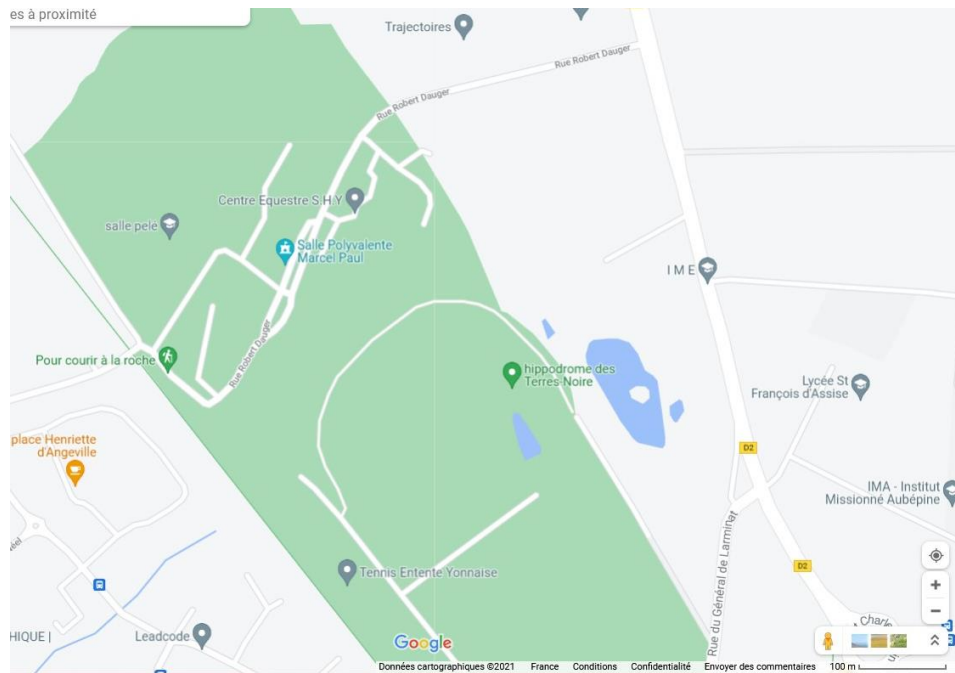 es à proximité
Trajectoires
Rue Robert Dauger
Rue Robert Dauger
Centre Equestre S H Y
salle pele
Salle Polyvalente
Marcel Paul
I M E
Pour courir à la roche
Rue Robert Dauger
hippodrome des
Terres-Noire
Lycée St
François d'Assise
place Henriette
d'Angeville
D2
IMA - Institut
Missionné Aubépine
Rue du Général de Larminat
D2
Tennis Entente Yonnaise
HIQUE |
Leadcode
Charle
Google
Données cartographiques ©2021 France Conditions Confidentialité Envoyer des commentaires 100 m